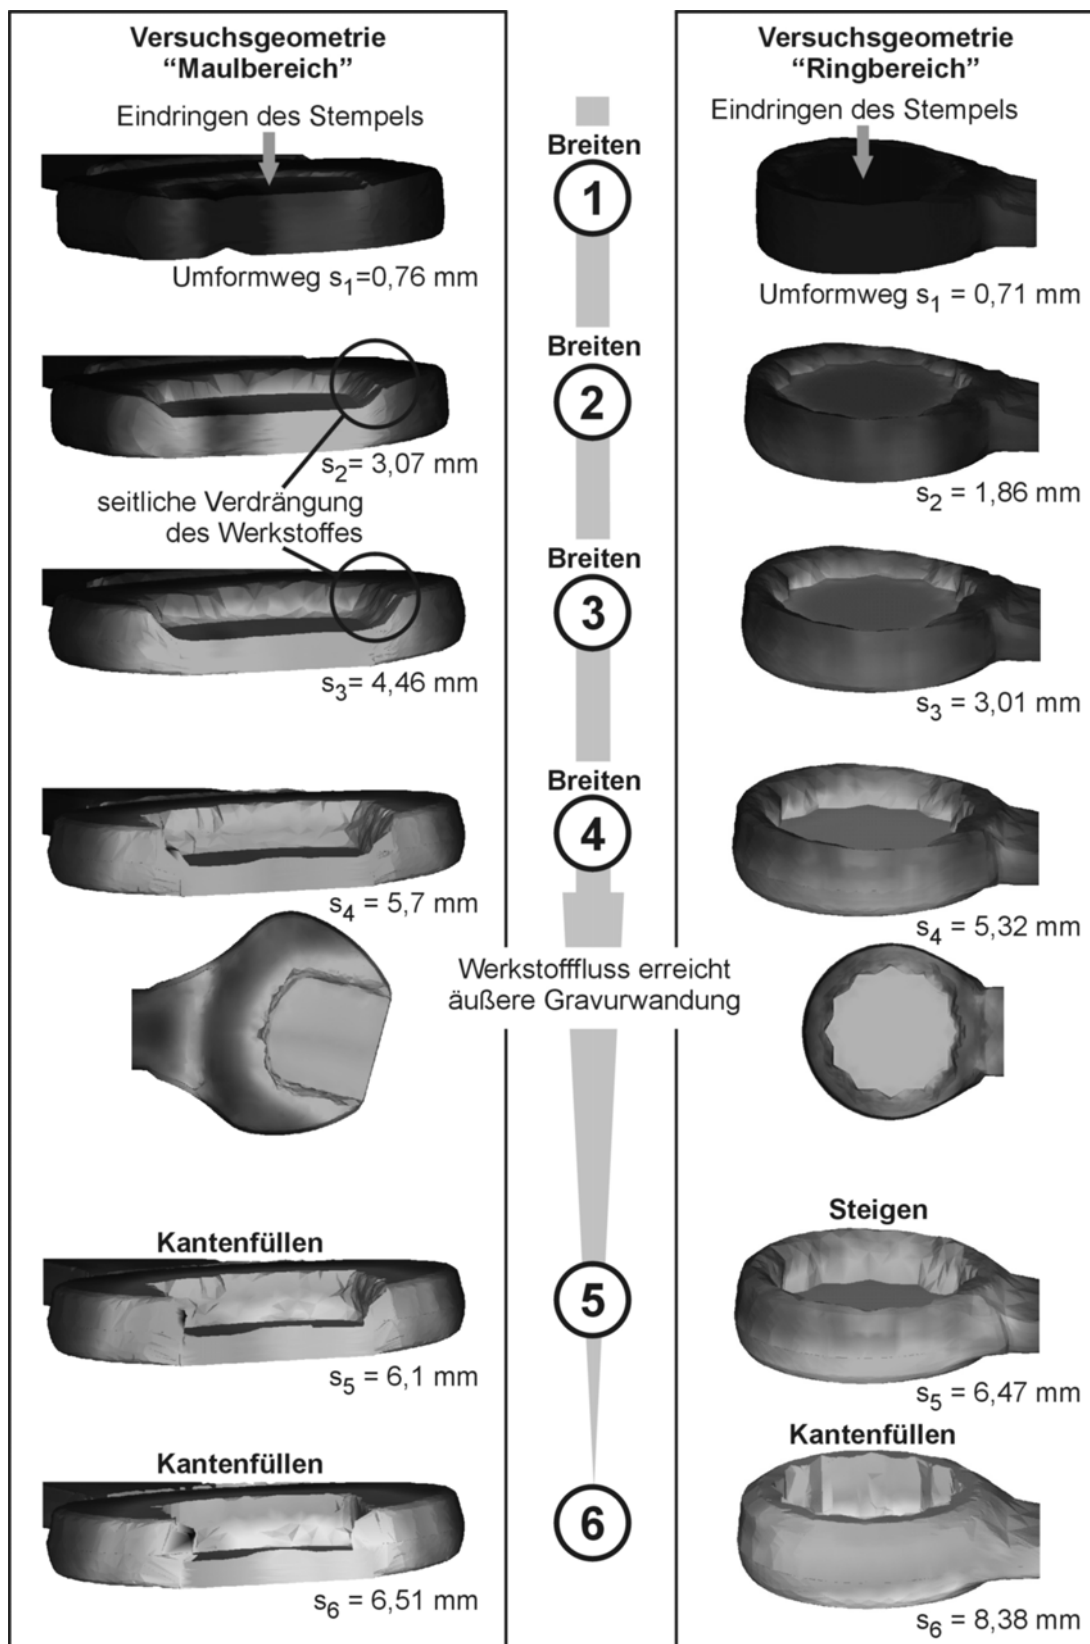 Versuchsgeometrie
“Maulbereich”
Eindringen des Stempels
Umformweg s1=0,76 mm
s2= 3,07 mm
seitliche Verdrängung
des Werkstoffes
s3= 4,46 mm
s4 = 5,7 mm
Kantenfüllen
s5 = 6,1 mm
Kantenfüllen
s6 = 6,51 mm
Breiten
1
Breiten
2
Breiten
3
Breiten
4
Werkstofffluss erreicht
äußere Gravurwandung
5
6
Versuchsgeometrie
“Ringbereich”
Eindringen des Stempels
Umformweg s1 = 0,71 mm
s2 = 1,86 mm
s3 = 3,01 mm
s4 = 5,32 mm
Steigen
s5 = 6,47 mm
Kantenfüllen
s6 = 8,38 mm